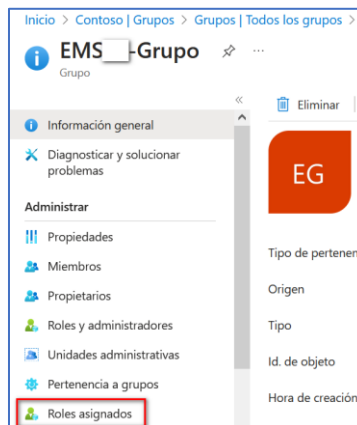 Inicio > Contoso | Grupos > Grupos | Todos los grupos >
EMS -Grupo
Grupo
Información general
Diagnosticar y solucionar
problemas
Administrar
Propiedades
Miembros
Propietarios
Roles y administradores
Unidades administrativas
Pertenencia a grupos
Roles asignados
Eliminar
EG
Tipo de
Origen
Tipo
Id. de objeto
Hora de creación